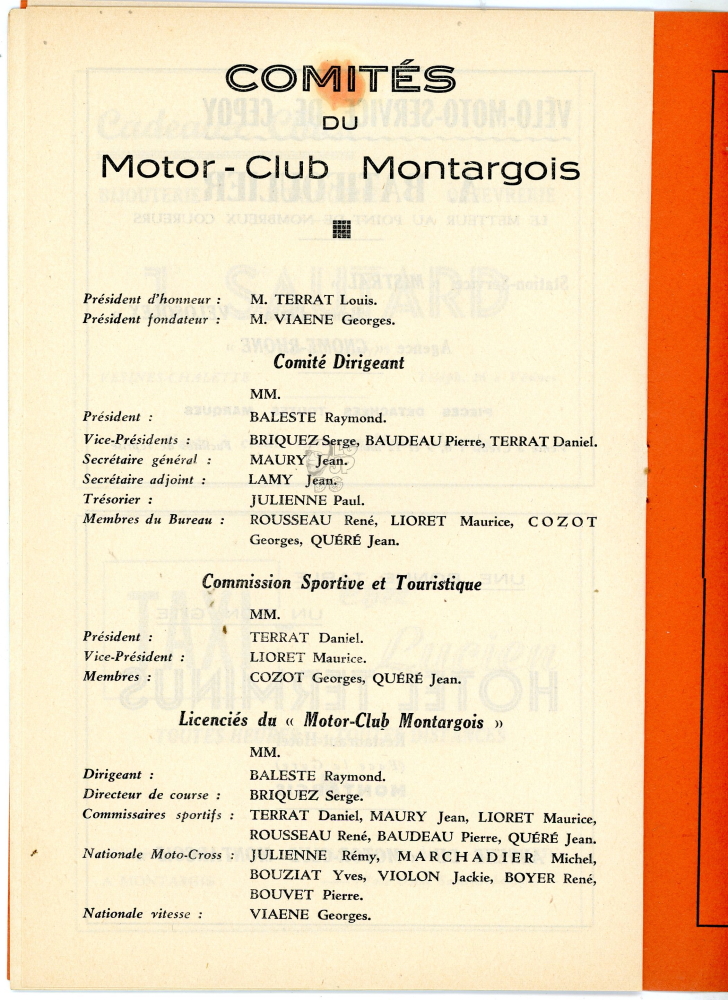 COMITÉS
DU
Motor - Club Montargois
Président d'honneur : M. TERRAT Louis.
Président fondateur : M. VIAENE Georges.
Comité Dirigeant
MM.
Président : BALESTE Raymond.
Vice-Présidents : BRIQUEZ Serge, BAUDEAU Pierre, TERRAT Daniel.
Secrétaire général : MAURY Jean.
Secrétaire adjoint : LAMY Jean.
Trésorier : JULIENNE Paul.
Membres du Bureau : ROUSSEAU René, LIORET Maurice, COZOT
Georges, QUÉRÉ Jean.
Commission Sportive et Touristique
MM.
Président : TERRAT Daniel.
Vice-Président : LIORET Maurice.
Membres : COZOT Georges, QUÉRÉ Jean.
Licenciés du « Motor-Club Montargois »
MM.
Dirigeant : BALESTE Raymond.
Directeur de course : BRIQUEZ Serge.
Commissaires sportifs : TERRAT Daniel, MAURY Jean, LIORET Maurice,
ROUSSEAU René, BAUDEAU Pierre, QUÉRÉ Jean.
Nationale Moto-Cross : JULIENNE Rémy, MARCHADIER Michel,
BOUZIAT Yves, VIOLON Jackie, BOYER René,
BOUVET Pierre.
Nationale vitesse : VIAENE Georges.